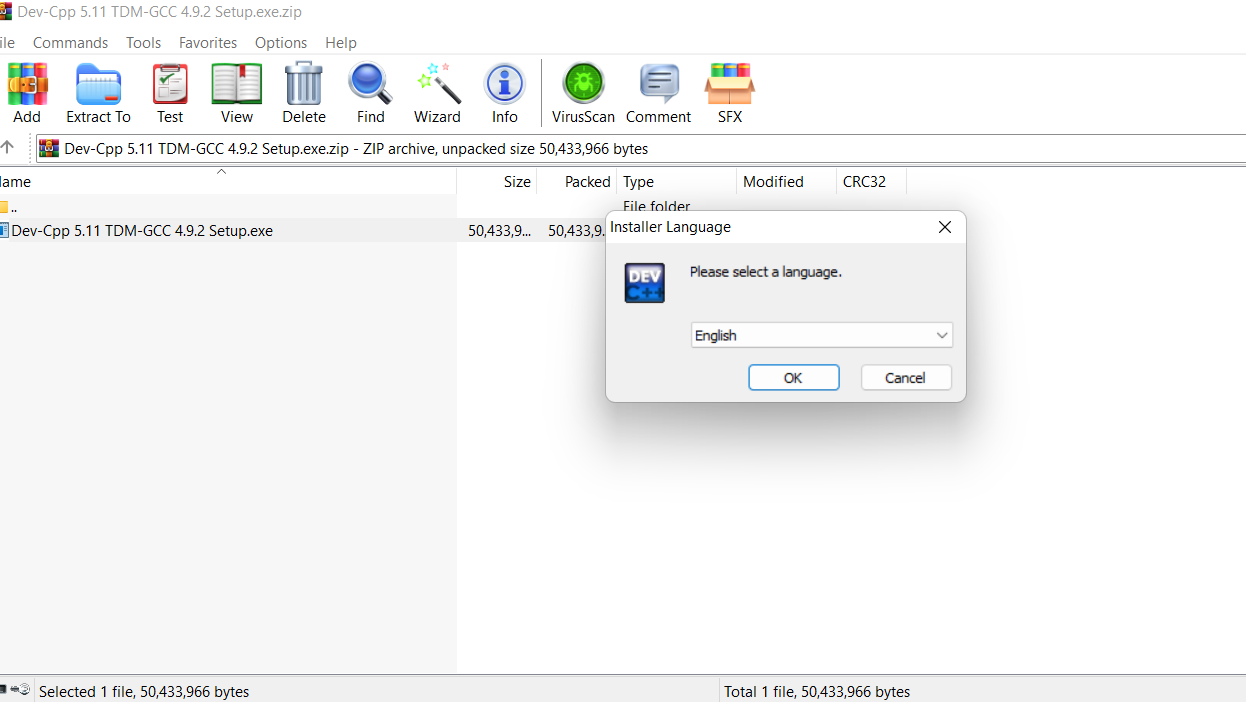 Dev-Cpp 5.11 TDM-GCC 4.9.2 Setup.exe.zip
ile Commands Tools Favorites Options Help
Add Extract To Test View Delete Find Wizard Info VirusScan Comment SFX
Dev-Cpp 5.11 TDM-GCC 4.9.2 Setup.exe.zip - ZIP archive, unpacked size 50,433,966 bytes
ame Size Packed Type Modified CRC32
.. File folder
Dev-Cpp 5.11 TDM-GCC 4.9.2 Setup.exe 50,433,9... 50,433,9..
Installer Language
DEV
C++
Please select a language.
English
OK Cancel
Selected 1 file, 50,433,966 bytes Total 1 file, 50,433,966 bytes